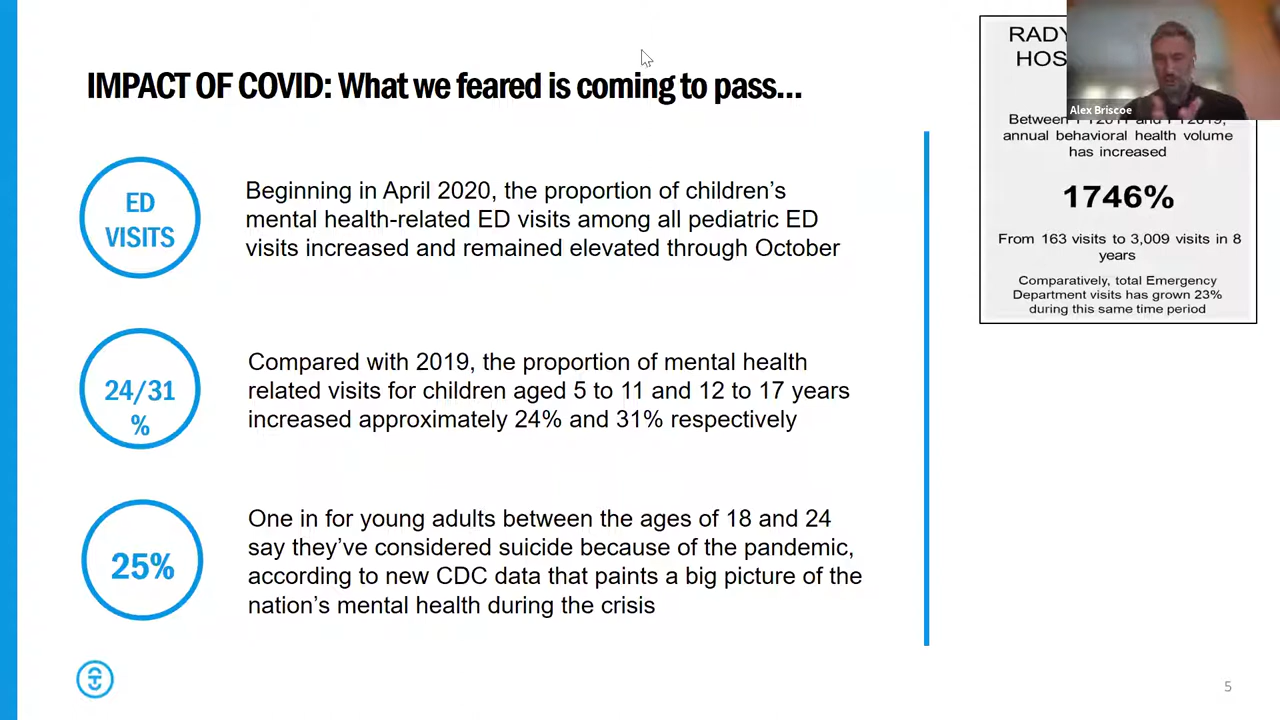 IMPACT OF COVID: What we feared is coming to pass...
ED
VISITS
Beginning in April 2020, the proportion of children's
mental health-related ED visits among all pediatric ED
visits increased and remained elevated through October
24/31
%
Compared with 2019, the proportion of mental health
related visits for children aged 5 to 11 and 12 to 17 years
increased approximately 24% and 31% respectively
25%
One in for young adults between the ages of 18 and 24
say they've considered suicide because of the pandemic,
according to new CDC data that paints a big picture of the
nation's mental health during the crisis
Alex Briscoe
Between
annual behavioral health volume
has increased
1746%
From 163 visits to 3,009 visits in 8
years
Comparatively, total Emergency
Department visits has grown 23%
during this same time period
5